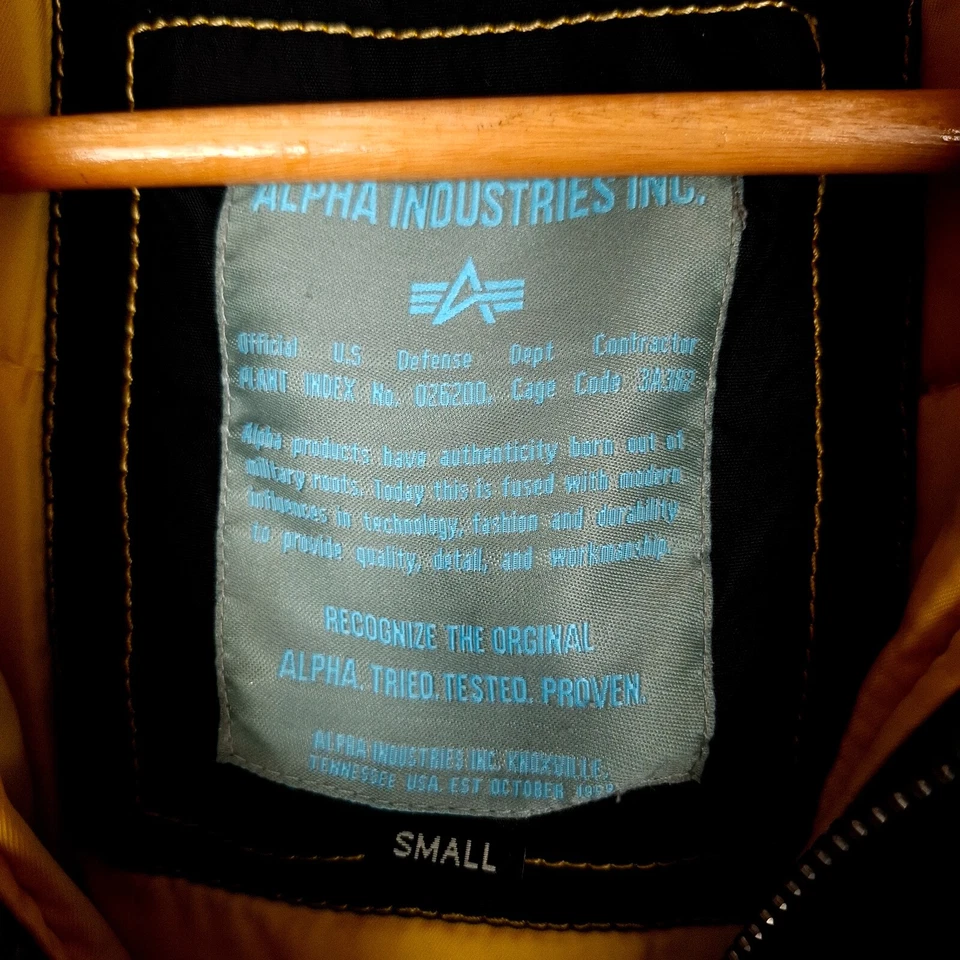 ALPHA INDUSTRIES INC.
Official U.S Defense Dept Contractor
PLANT INDEX No. 026200. Cage Code 3A382
Alpha products have authenticity born out of
military roots. Today this is fused with modern
influences in technology, fashion and durability
to provide quality, detail, and workmanship.
RECOGNIZE THE ORGINAL
ALPHA. TRIED. TESTED. PROVEN.
ALPHA INDUSTRIES INC. KNOXVILLE,
TENNESSEE USA. EST OCTOBER
SMALL